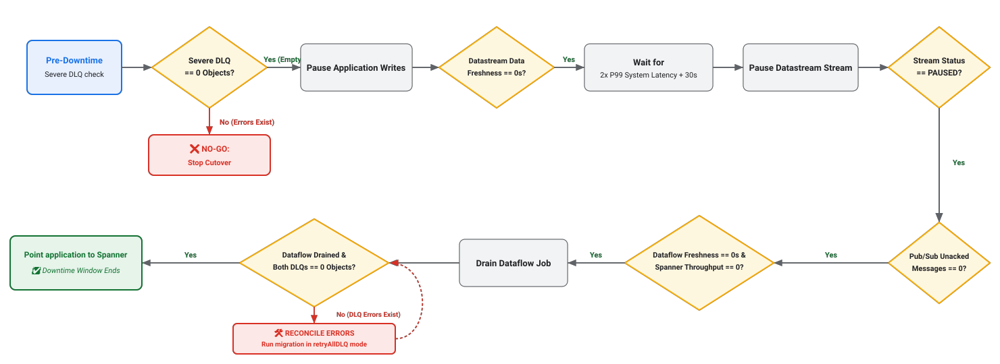 Pre-Downtime
Severe DLQ check
Severe DLQ
== 0 Objects?
Yes (Empty
Pause Application Writes
Datastream Data
Freshness == 0s?
Yes
Wait for
2x P99 System Latency + 30s
Pause Datastream Stream
Stream Status
== PAUSED?
No (Errors Exist)
❌ NO-GO:
Stop Cutover
Yes
Pub/Sub Unacked
Messages == 0?
Yes
Dataflow Freshness == 0s &
Spanner Throughput == 0?
Yes
Drain Dataflow Job
Dataflow Drained &
Both DLQs == 0 Objects?
Yes
Point application to Spanner
✅ Downtime Window Ends
No (DLQ Errors Exist)
🛠 RECONCILE ERRORS
Run migration in retryAllDLQ mode